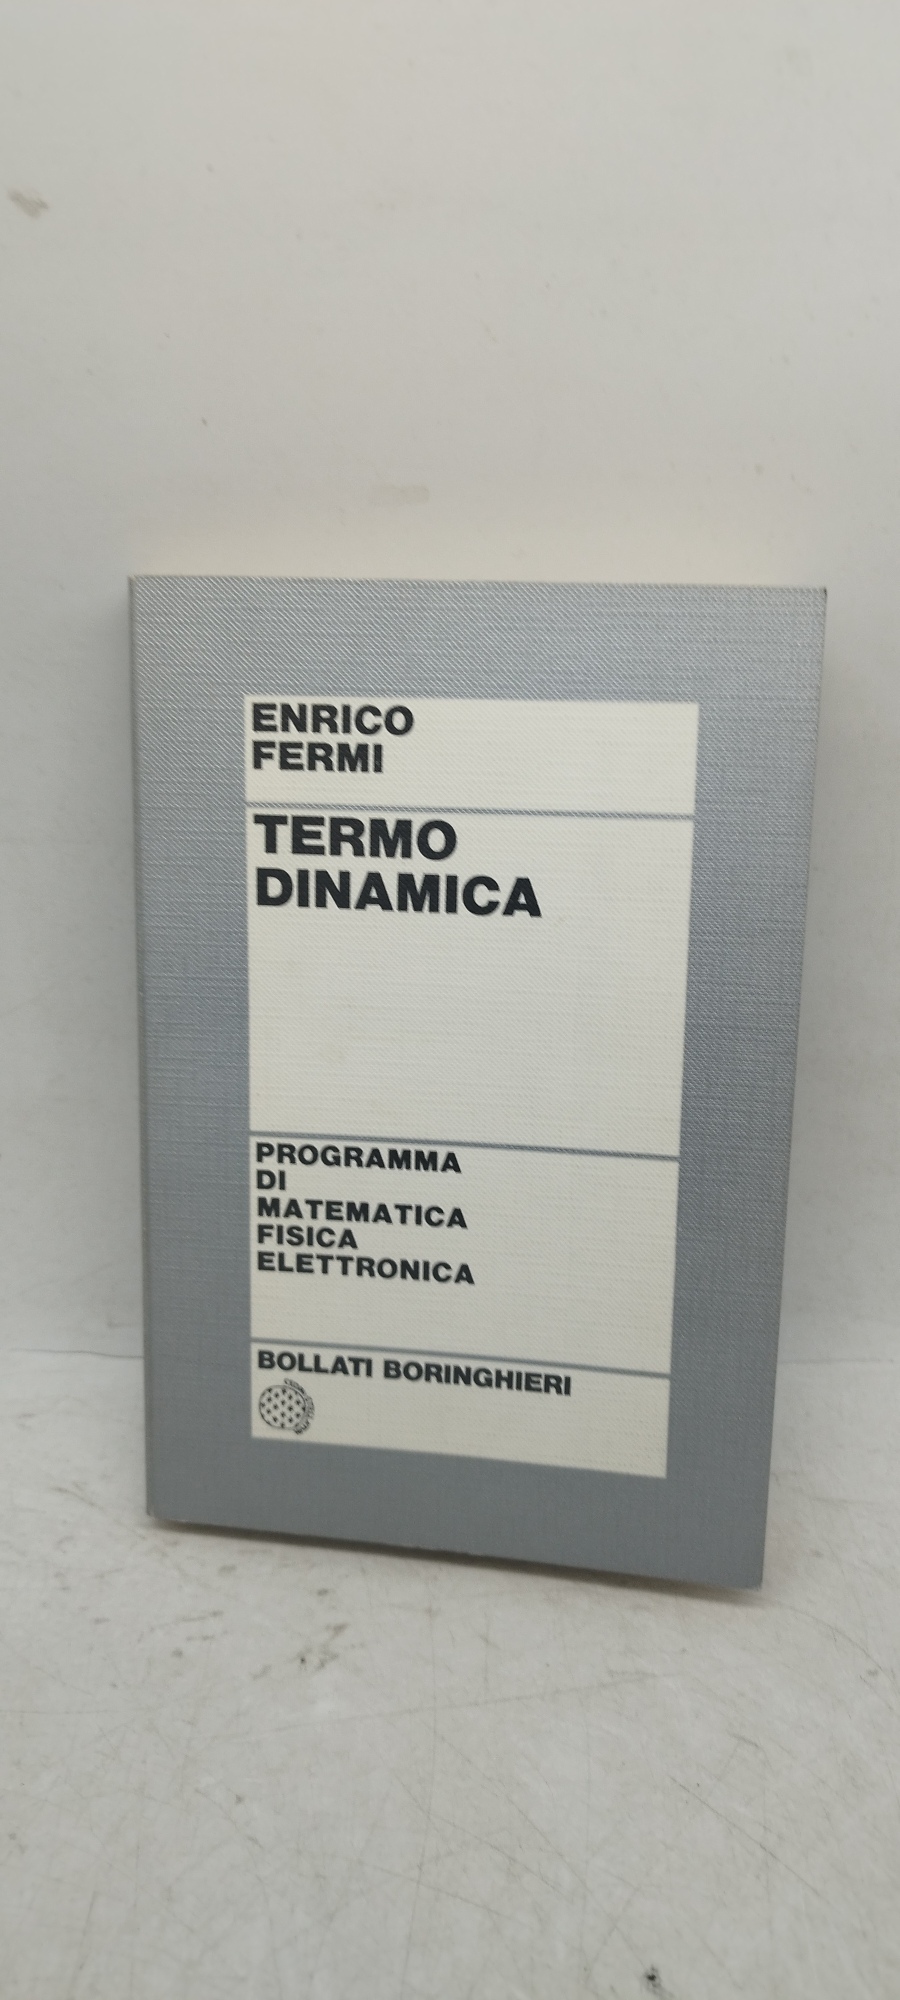 ENRICO
FERMI
TERMO
DINAMICA
PROGRAMMA
DI
MATEMATICA
FISICA
ELETTRONICA
BOLLATI BORINGHIERI